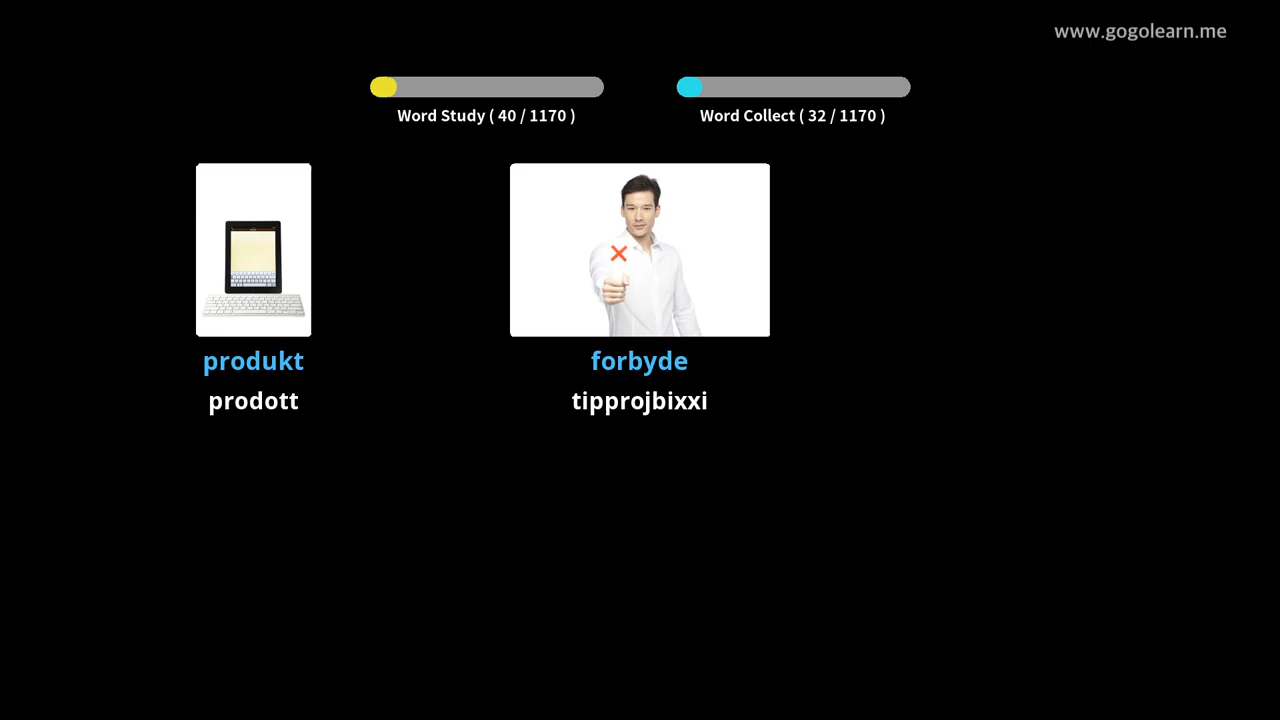 www.gogolearn.me
Word Study ( 40 / 1170 )
Word Collect ( 32 / 1170 )
produkt
prodott
forbyde
tipprojbixxi